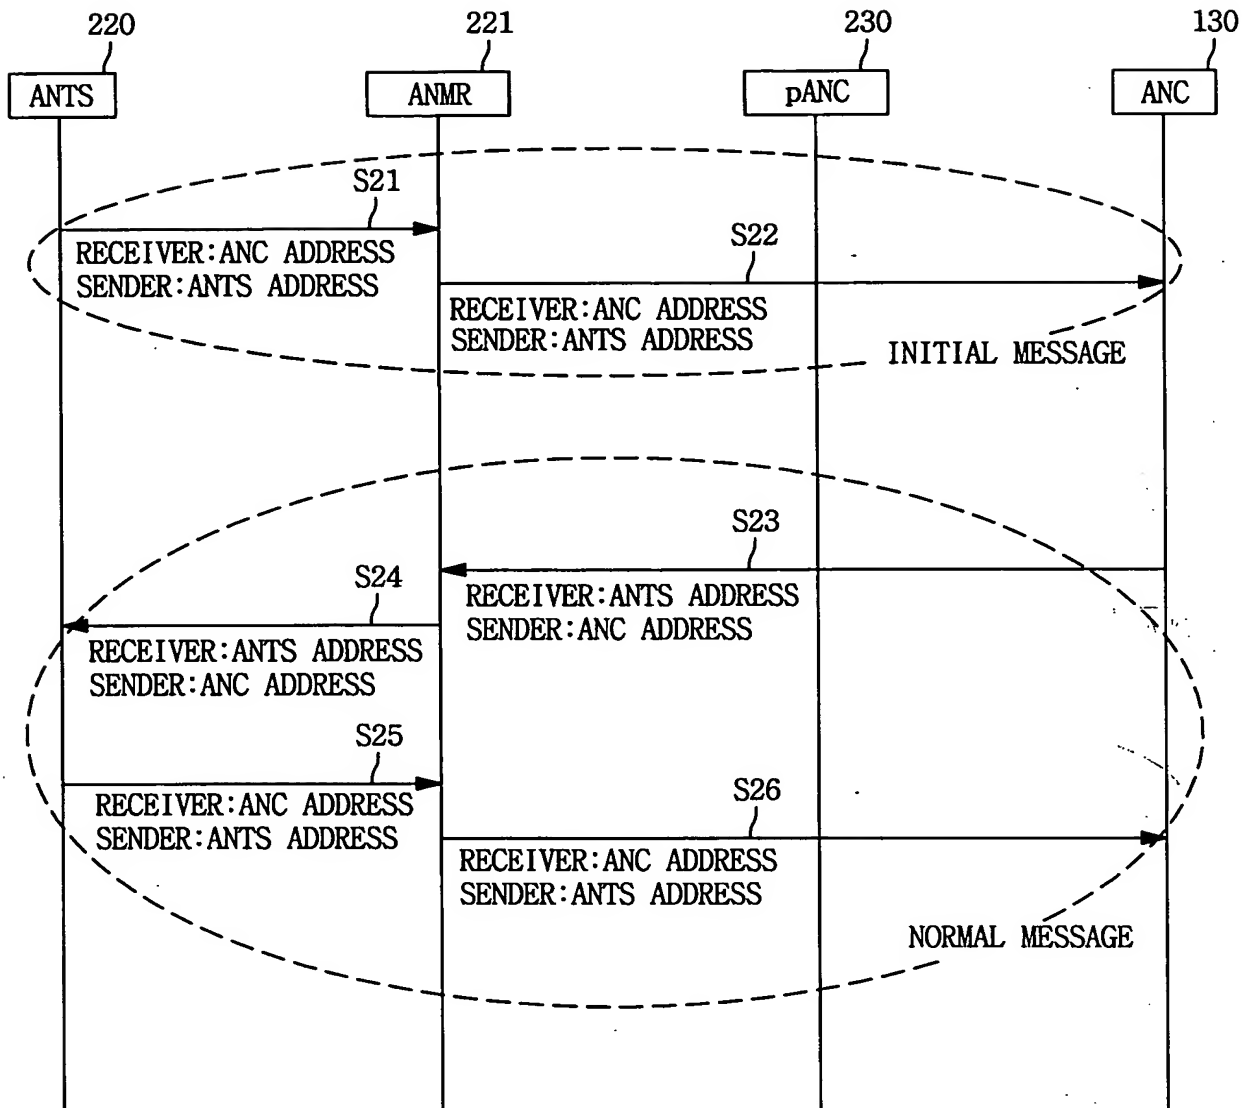 220
221
230
130
ANTS
ANMR
pANC
ANC
S21
RECEIVER:ANC ADDRESS
SENDER:ANTS ADDRESS
S22
RECEIVER:ANC ADDRESS
SENDER:ANTS ADDRESS
INITIAL MESSAGE
S23
RECEIVER:ANTS ADDRESS
SENDER:ANC ADDRESS
S24
RECEIVER:ANTS ADDRESS
SENDER:ANC ADDRESS
S25
RECEIVER:ANC ADDRESS
SENDER:ANTS ADDRESS
S26
RECEIVER:ANC ADDRESS
SENDER:ANTS ADDRESS
NORMAL MESSAGE